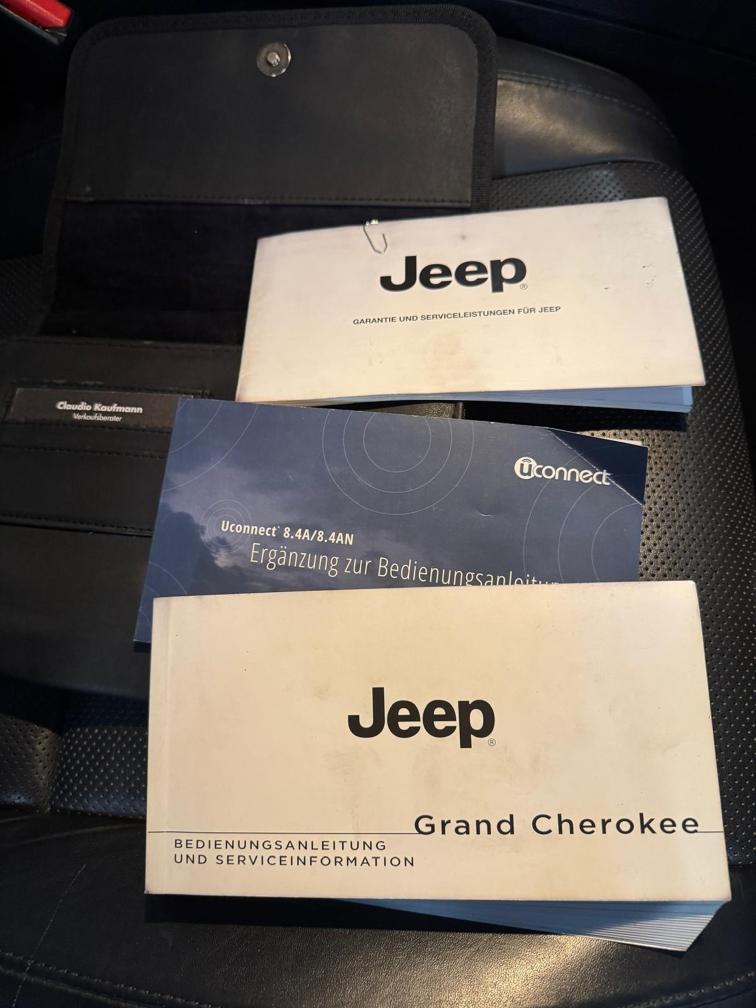 Jeep®
GARANTIE UND SERVICELEISTUNGEN FÜR JEEP
Claudio Kaufmann
Verkaufsberater
uconnect
Uconnect® 8.4A/8.4AN
Ergänzung zur
Jeep®
Grand Cherokee
BEDIENUNGSANLEITUNG
UND SERVICEINFORMATION